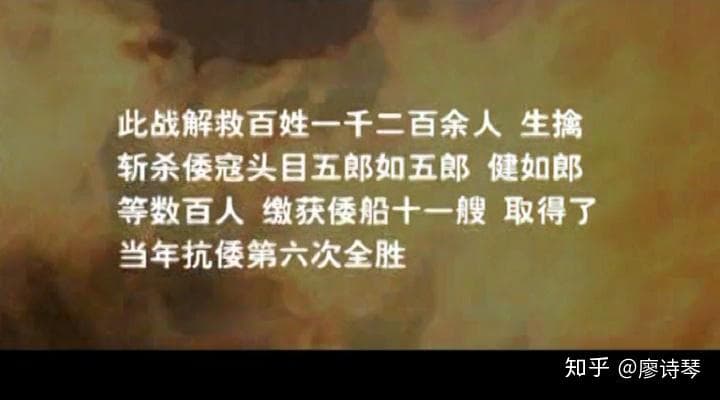 此战解救百姓一千二百余人 生擒
斩杀倭寇头目五郎如五郎 健如郎
等数百人 缴获倭船十一艘 取得了
当年抗倭第六次全胜
知乎 @廖诗琴